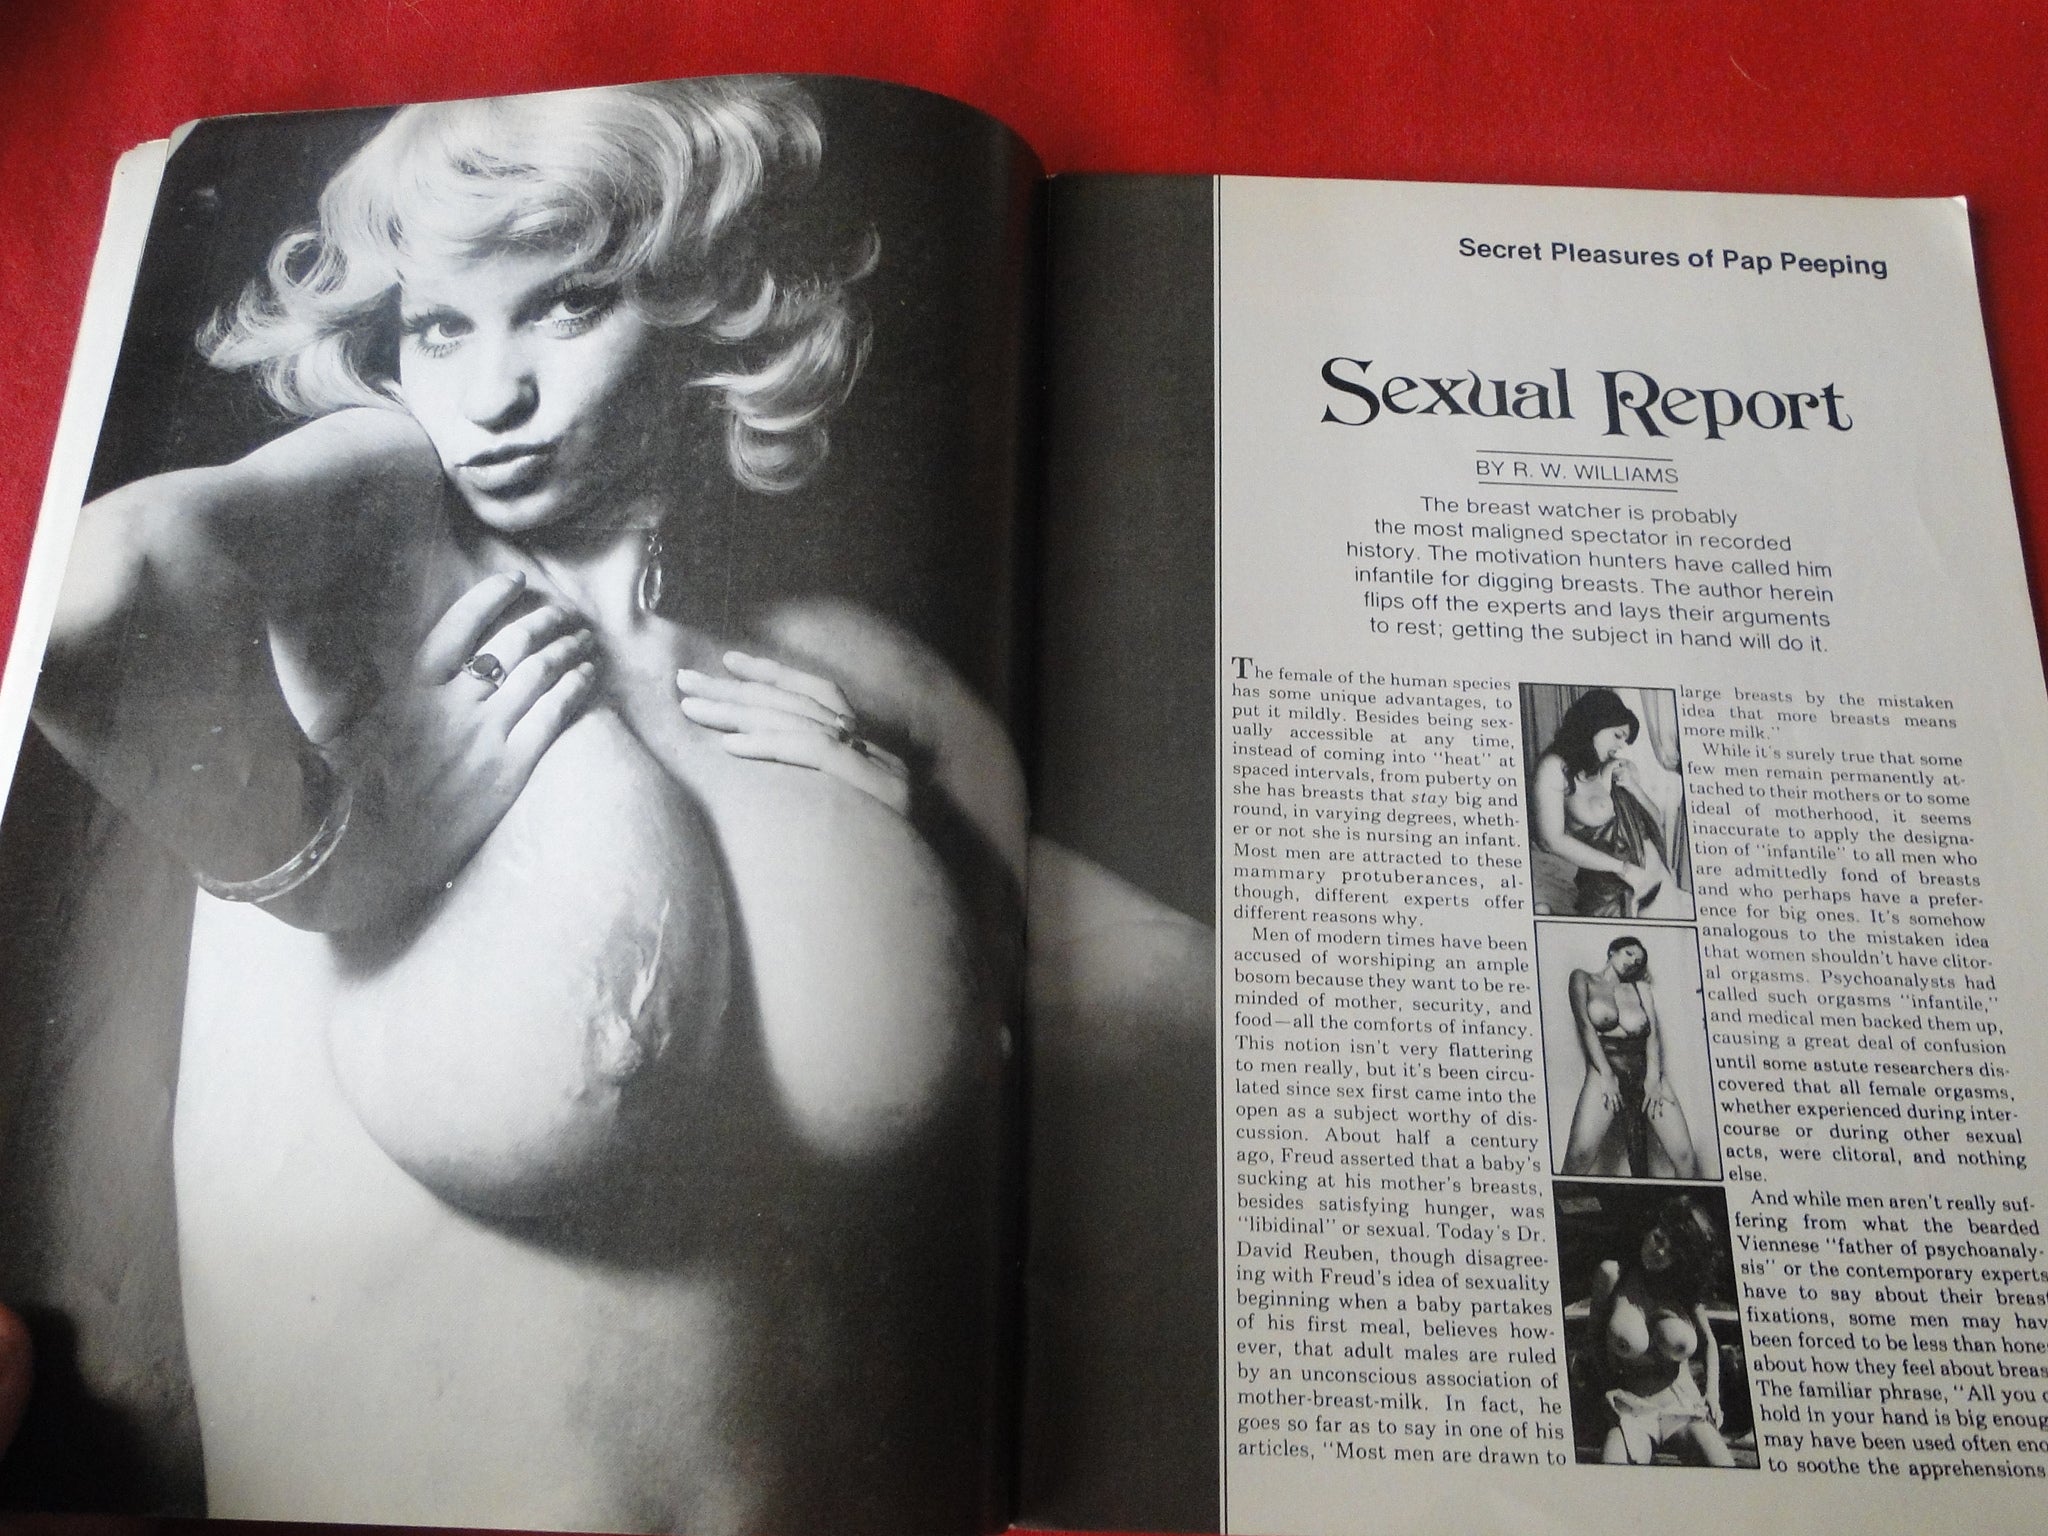 Secret Pleasures of Pap Peeping
Sexual Report
BY R. W. WILLIAMS
The breast watcher is probably
the most maligned spectator in recorded
history. The motivation hunters have called him
infantile for digging breasts. The author herein
flips off the experts and lays their arguments
to rest; getting the subject in hand will do it.
The female of the human species
has some unique advantages, to
put it mildly. Besides being sex-
ually accessible at any time,
instead of coming into "heat" at
spaced intervals, from puberty on
she has breasts that stay big and
round, in varying degrees, wheth-
er or not she is nursing an infant.
Most men are attracted to these
mammary protuberances, al-
though, different experts offer
different reasons why.
Men of modern times have been
accused of worshiping an ample
bosom because they want to be re-
minded of mother, security, and
food—all the comforts of infancy.
This notion isn't very flattering
to men really, but it's been circu-
lated since sex first came into the
open as a subject worthy of dis-
cussion. About half a century
ago, Freud asserted that a baby's
sucking at his mother's breasts,
besides satisfying hunger, was
"libidinal" or sexual. Today's Dr.
David Reuben, though disagree-
ing with Freud's idea of sexuality
beginning when a baby partakes
of his first meal, believes how-
ever, that adult males are ruled
by an unconscious association of
mother-breast-milk. In fact, he
goes so far as to say in one of his
articles, "Most men are drawn to
large breasts by the mistaken
idea that more breasts means
more milk."
While it's surely true that some
few men remain permanently at-
tached to their mothers or to some
ideal of motherhood, it seems
inaccurate to apply the designa-
tion of "infantile" to all men who
are admittedly fond of breasts
and who perhaps have a prefer-
ence for big ones. It's somehow
analogous to the mistaken idea
that women shouldn't have clitor-
al orgasms. Psychoanalysts had
called such orgasms "infantile,"
and medical men backed them up,
causing a great deal of confusion
until some astute researchers dis-
covered that all female orgasms,
whether experienced during inter-
course or during other sexual
acts, were clitoral, and nothing
else.
And while men aren't really suf-
fering from what the bearded
Viennese "father of psychoanaly-
sis" or the contemporary experts
have to say about their breas
fixations, some men may hav
been forced to be less than hone
about how they feel about breas
The familiar phrase, "All you c
hold in your hand is big enoug
may have been used often eno
to soothe the apprehensions